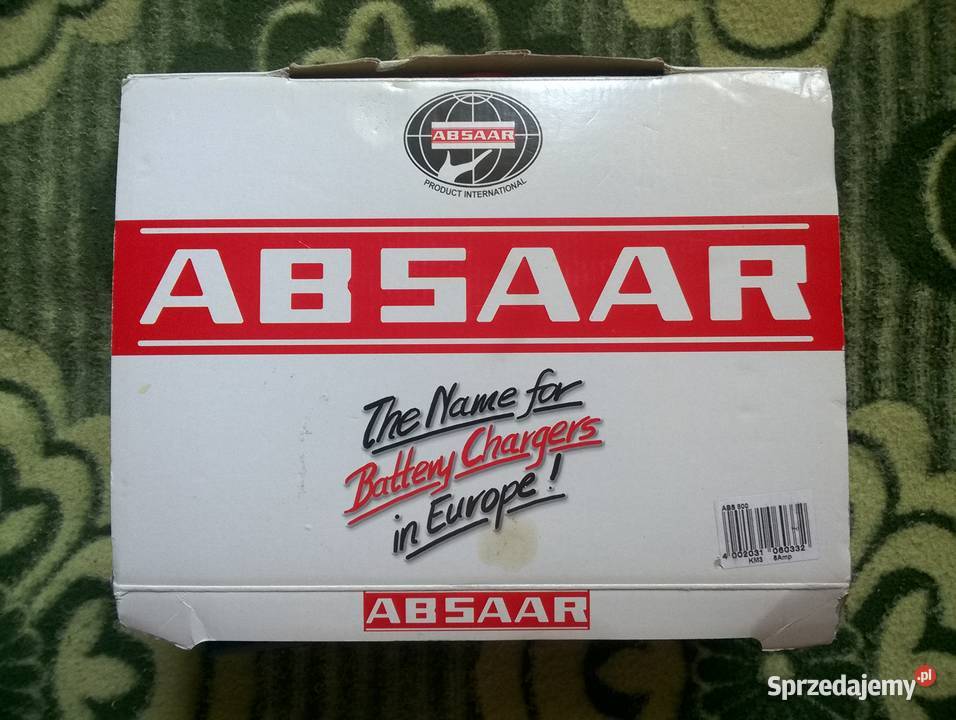 ABSAAR
PRODUCT INTERNATIONAL
ABSAAR
The Name for
Battery Chargers
in Europe!
ABS 800
4 002031 060332
KM3 8Amp
ABSAAR
Sprzedajemy.pl